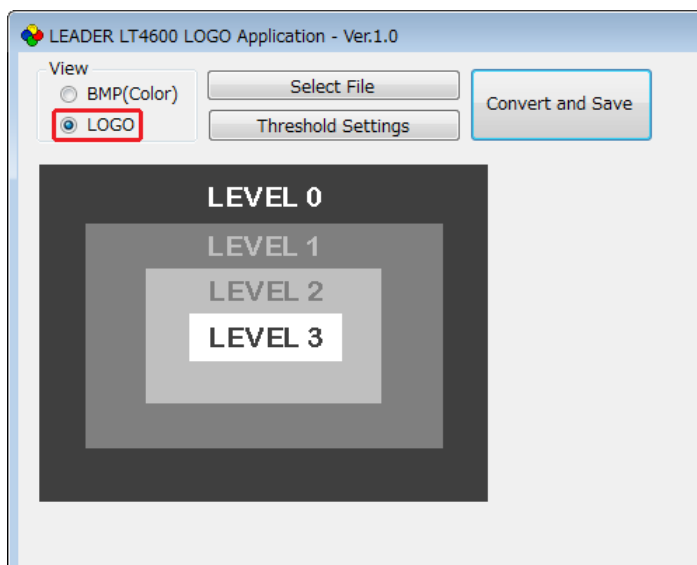 LEADER LT4600 LOGO Application - Ver.1.0
View
BMP(Color)
LOGO
Select File
Threshold Settings
Convert and Save
LEVEL 0
LEVEL 1
LEVEL 2
LEVEL 3